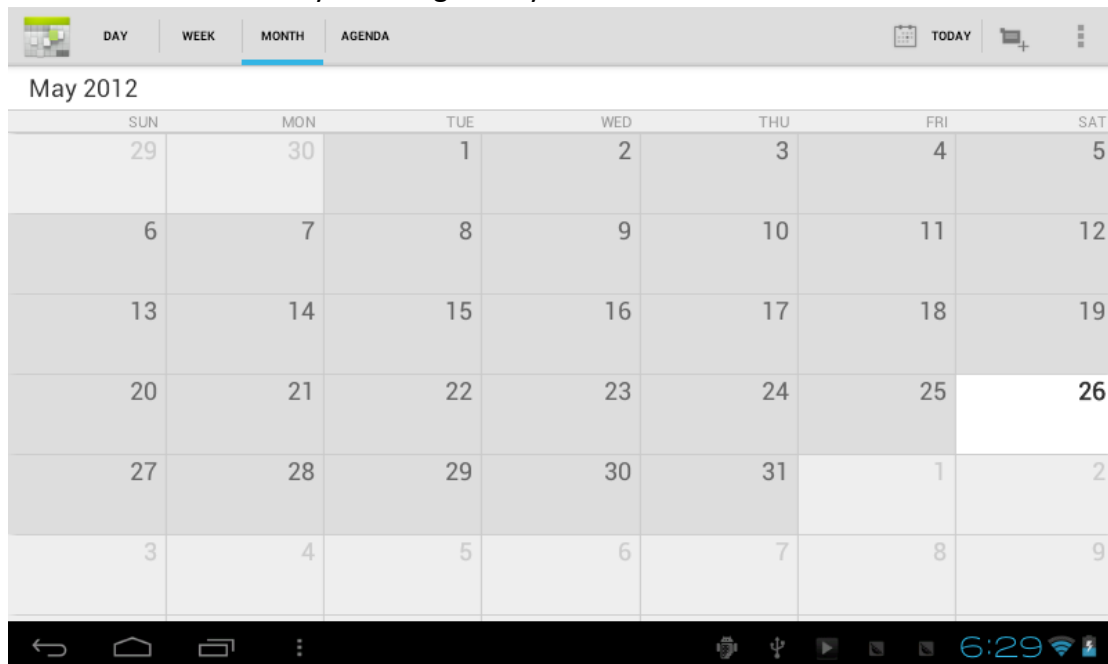 DAY WEEK MONTH AGENDA TODAY
May 2012
SUN MON TUE WED THU FRI SAT
29 30 1 2 3 4 5
6 7 8 9 10 11 12
13 14 15 16 17 18 19
20 21 22 23 24 25 26
27 28 29 30 31 1 2
3 4 5 6 7 8 9
6:29